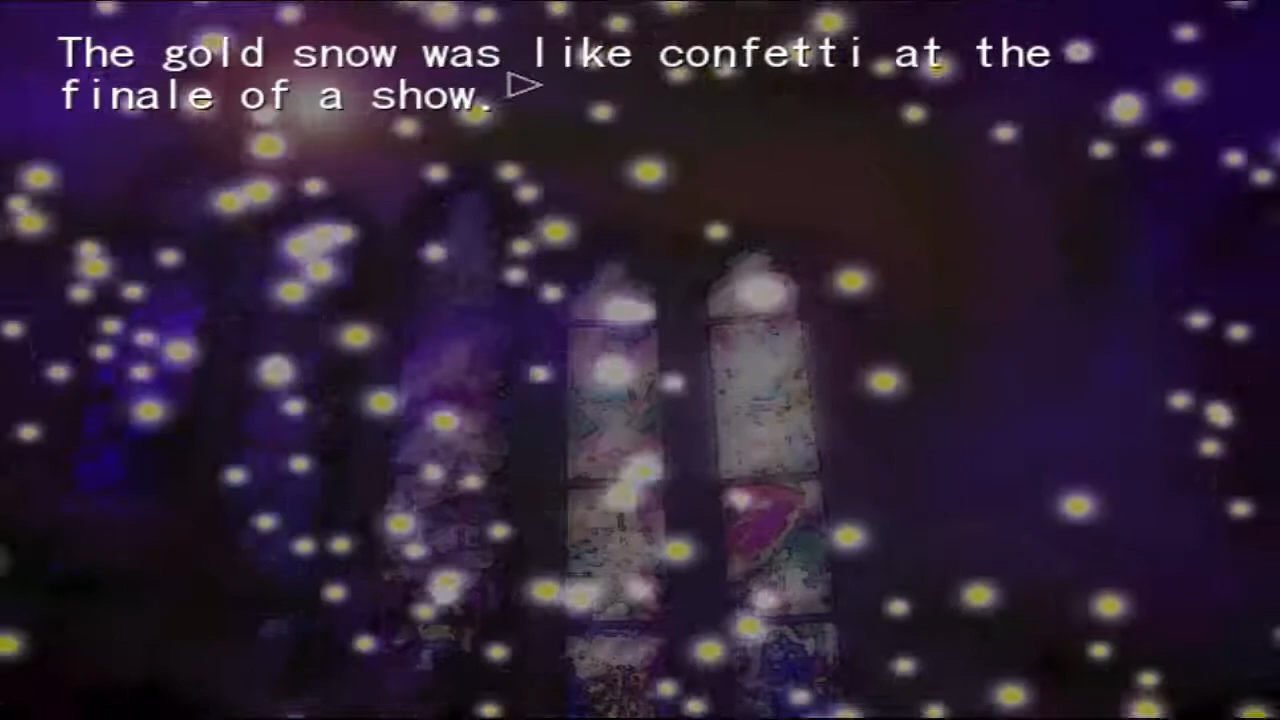 The gold snow was like confetti at the
finale of a show.